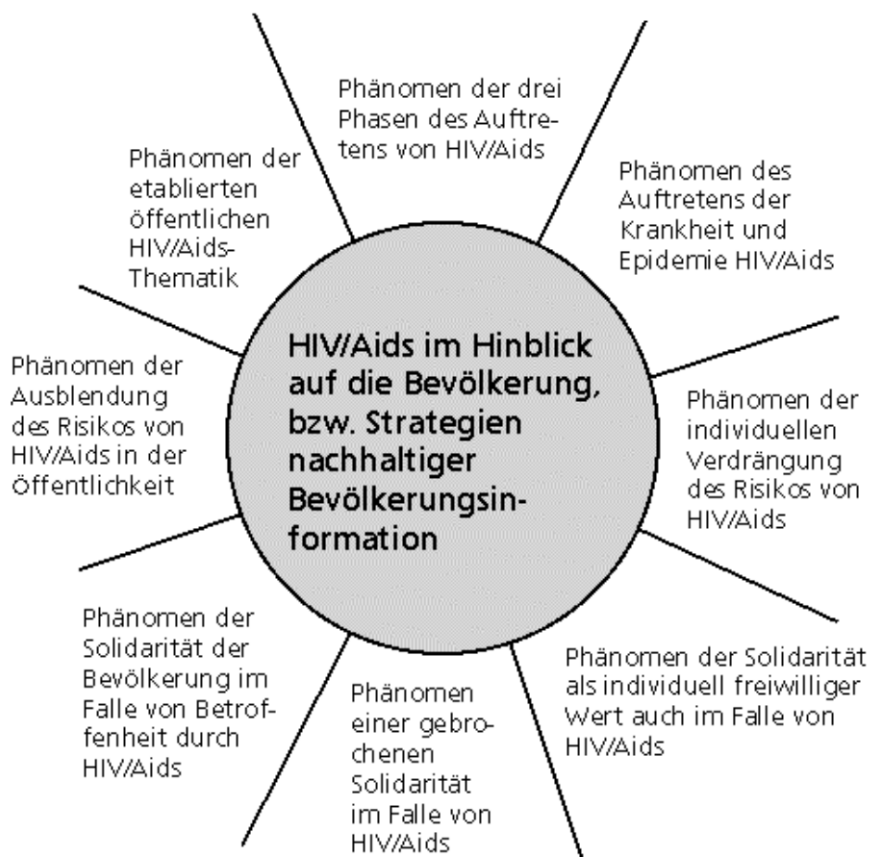 Phänomen der drei
Phasen des Auftre-
tens von HIV/Aids
Phänomen des
Auftretens der
Krankheit und
Epidemie HIV/Aids
Phänomen der
individuellen
Verdrängung
des Risikos von
HIV/Aids
Phänomen der Solidarität
als individuell freiwilliger
Wert auch im Falle von
HIV/Aids
Phänomen
einer gebro-
chenen
Solidarität
im Falle von
HIV/Aids
Phänomen der
Solidarität der
Bevölkerung im
Falle von Betrof-
fenheit durch
HIV/Aids
Phänomen der
Ausblendung
des Risikos von
HIV/Aids in der
Öffentlichkeit
Phänomen der
etablierten
öffentlichen
HIV/Aids-
Thematik
HIV/Aids im Hinblick
auf die Bevölkerung,
bzw. Strategien
nachhaltiger
Bevölkerungsin-
formation